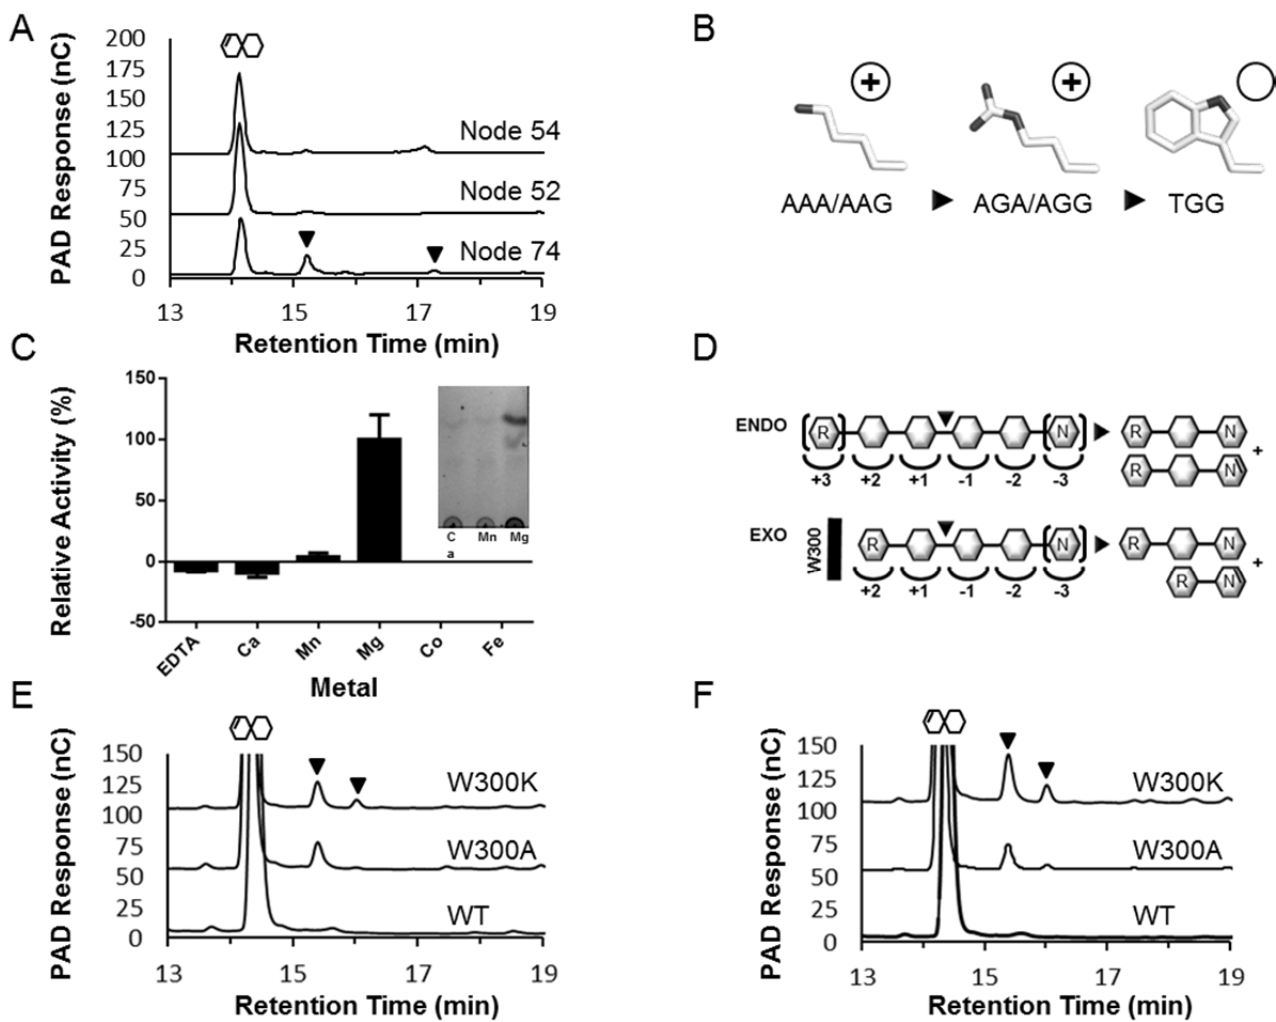 A
PAD Response (nC)
200
175
150
125
100
75
50
25
0
Node 54
Node 52
Node 74
13 15 17 19
Retention Time (min)
B
+ +
AAA/AAG AGA/AGG TGG
C
Relative Activity (%)
150
100
50
0
-50
C Mn Mg
a
EDTA Ca Mn Mg Co Fe
Metal
D
ENDO R N R N
+
R N
+3 +2 +1 -1 -2 -3
EXO W300 R N R N
+
R N
+2 +1 -1 -2 -3
E
PAD Response (nC)
150
125
100
75
50
25
0
W300K
W300A
WT
13 15 17 19
Retention Time (min)
F
PAD Response (nC)
150
125
100
75
50
25
0
W300K
W300A
WT
13 15 17 19
Retention Time (min)